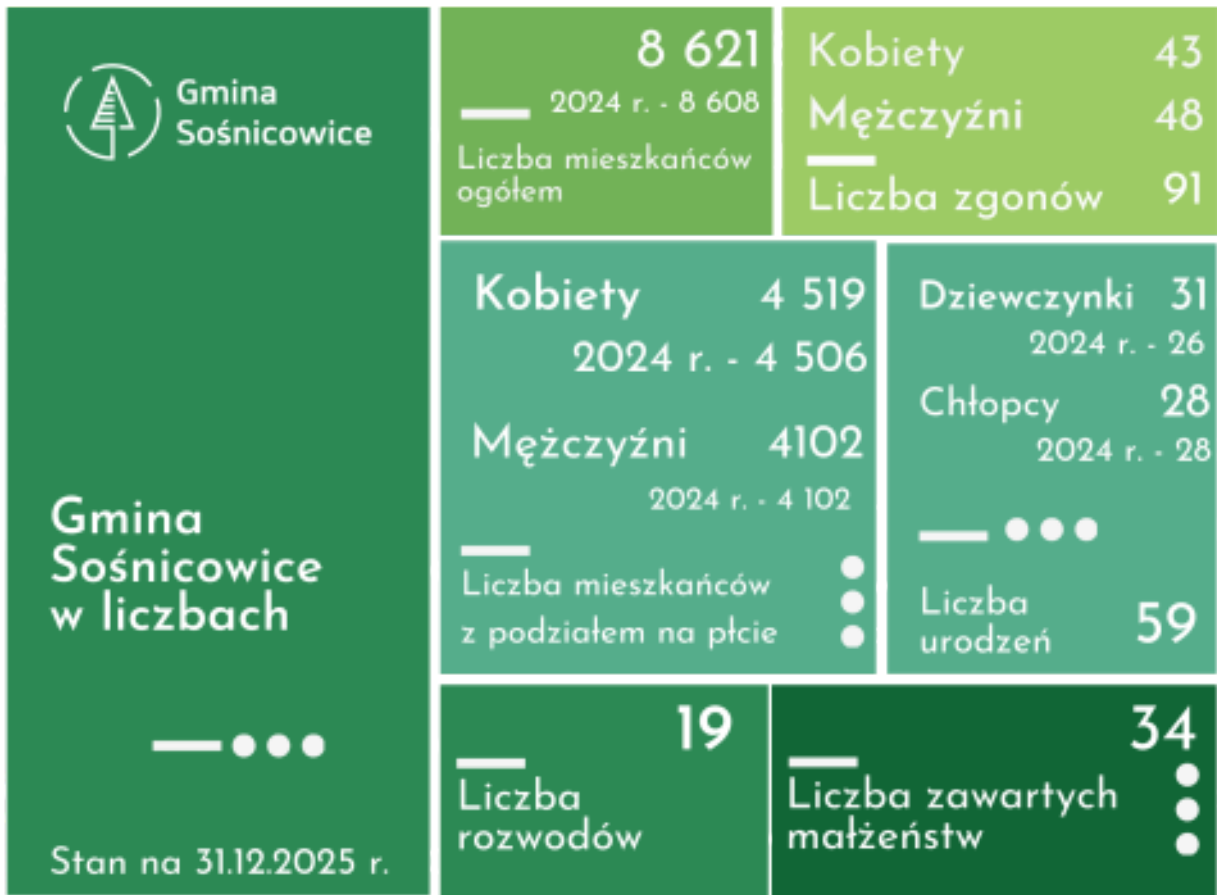 Gmina
Sośnicowice
Gmina
Sośnicowice
w liczbach
Stan na 31.12.2025 r.
8 621
2024 r. - 8 608
Liczba mieszkańców
ogółem
Kobiety 43
Mężczyźni 48
Liczba zgonów 91
Kobiety 4 519
2024 r. - 4 506
Mężczyźni 4102
2024 r. - 4 102
Liczba mieszkańców
z podziałem na płcie
Dziewczynki 31
2024 r. - 26
Chłopcy 28
2024 r. - 28
Liczba
urodzeń 59
19
Liczba
rozwodów
34
Liczba zawartych
małżeństw